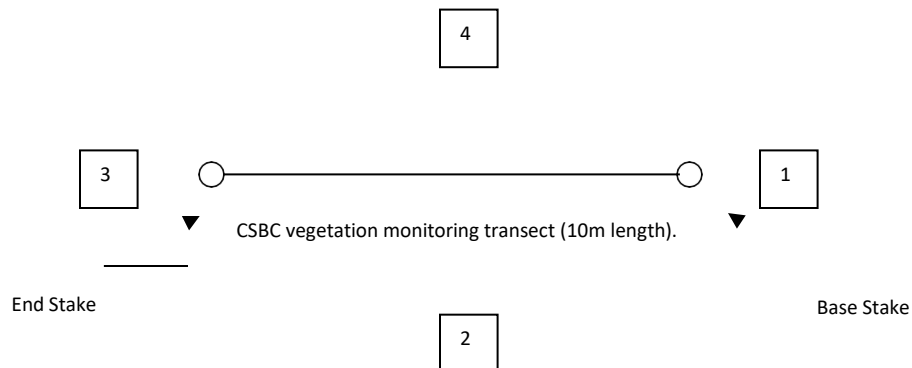 4
3
1
CSBC vegetation monitoring transect (10m length).
End Stake
Base Stake
2